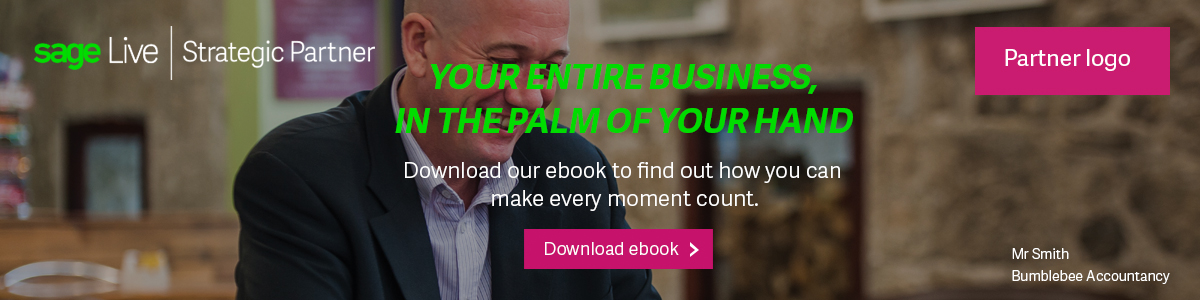 sage Live | Strategic Partner
Partner logo
YOUR ENTIRE BUSINESS,
IN THE PALM OF YOUR HAND
Download our ebook to find out how you can
make every moment count.
Download ebook
Mr Smith
Bumblebee Accountancy